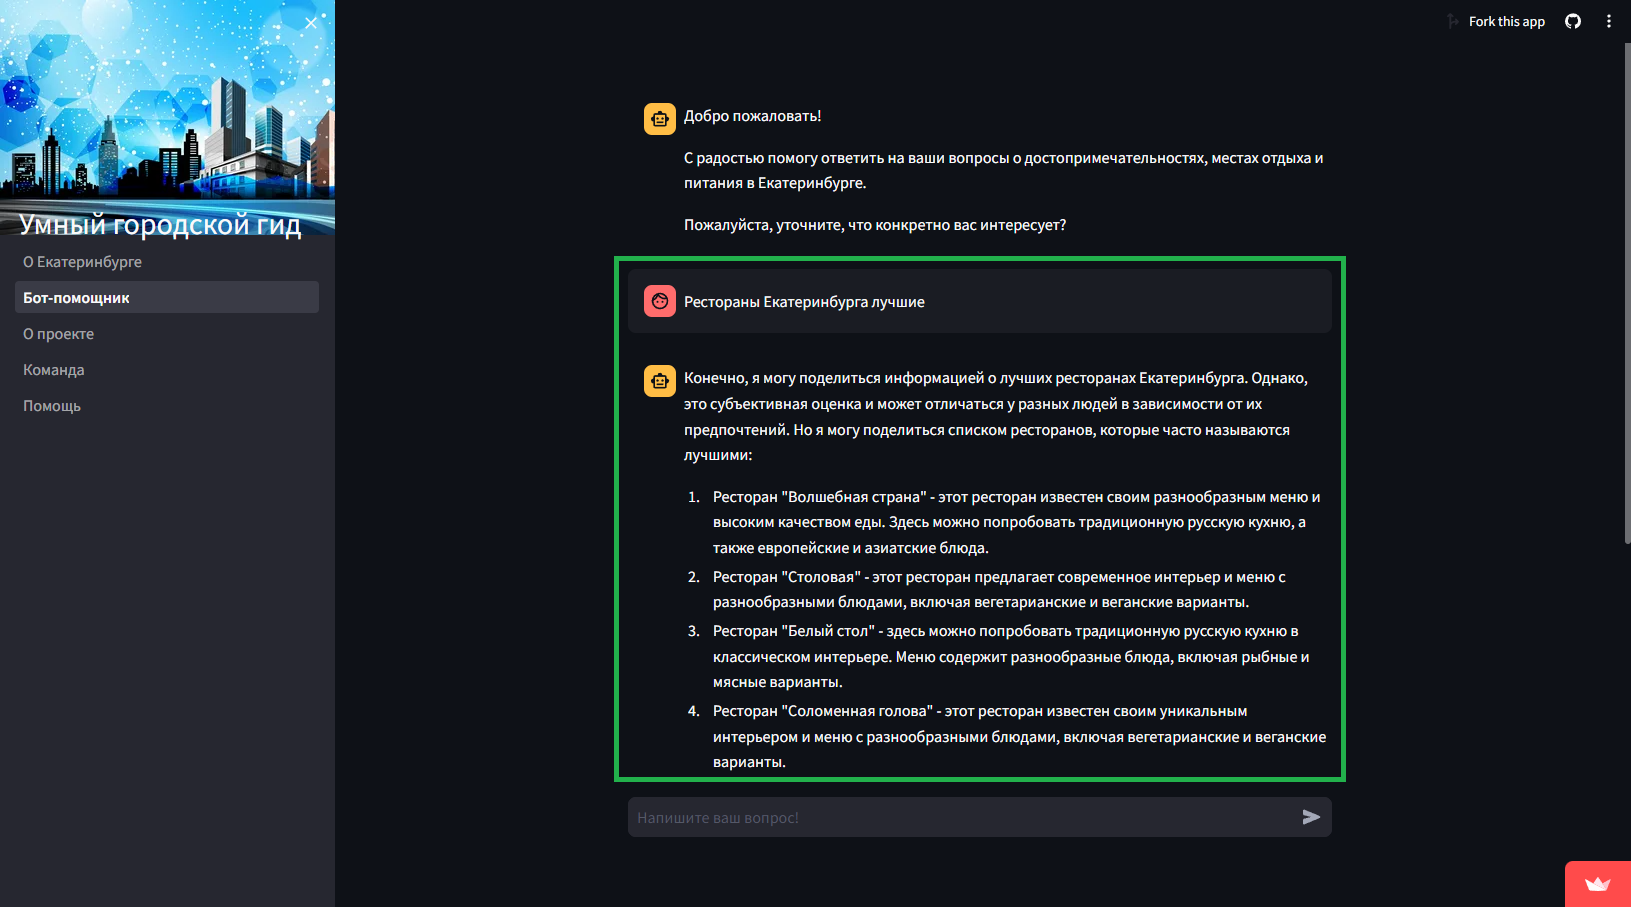 Fork this app
Умный городской гид
О Екатеринбурге
Бот-помощник
О проекте
Команда
Помощь
Добро пожаловать!
С радостью помогу ответить на ваши вопросы о достопримечательностях, местах отдыха и
питания в Екатеринбурге.
Пожалуйста, уточните, что конкретно вас интересует?
Рестораны Екатеринбурга лучшие
Конечно, я могу поделиться информацией о лучших ресторанах Екатеринбурга. Однако,
это субъективная оценка и может отличаться у разных людей в зависимости от их
предпочтений. Но я могу поделиться списком ресторанов, которые часто называются
лучшими:
1. Ресторан "Волшебная страна" - этот ресторан известен своим разнообразным меню и
высоким качеством еды. Здесь можно попробовать традиционную русскую кухню, а
также европейские и азиатские блюда.
2. Ресторан "Столовая" - этот ресторан предлагает современное интерьер и меню с
разнообразными блюдами, включая вегетарианские и веганские варианты.
3. Ресторан "Белый стол" - здесь можно попробовать традиционную русскую кухню в
классическом интерьере. Меню содержит разнообразные блюда, включая рыбные и
мясные варианты.
4. Ресторан "Соломенная голова" - этот ресторан известен своим уникальным
интерьером и меню с разнообразными блюдами, включая вегетарианские и веганские
варианты.
Напишите ваш вопрос!